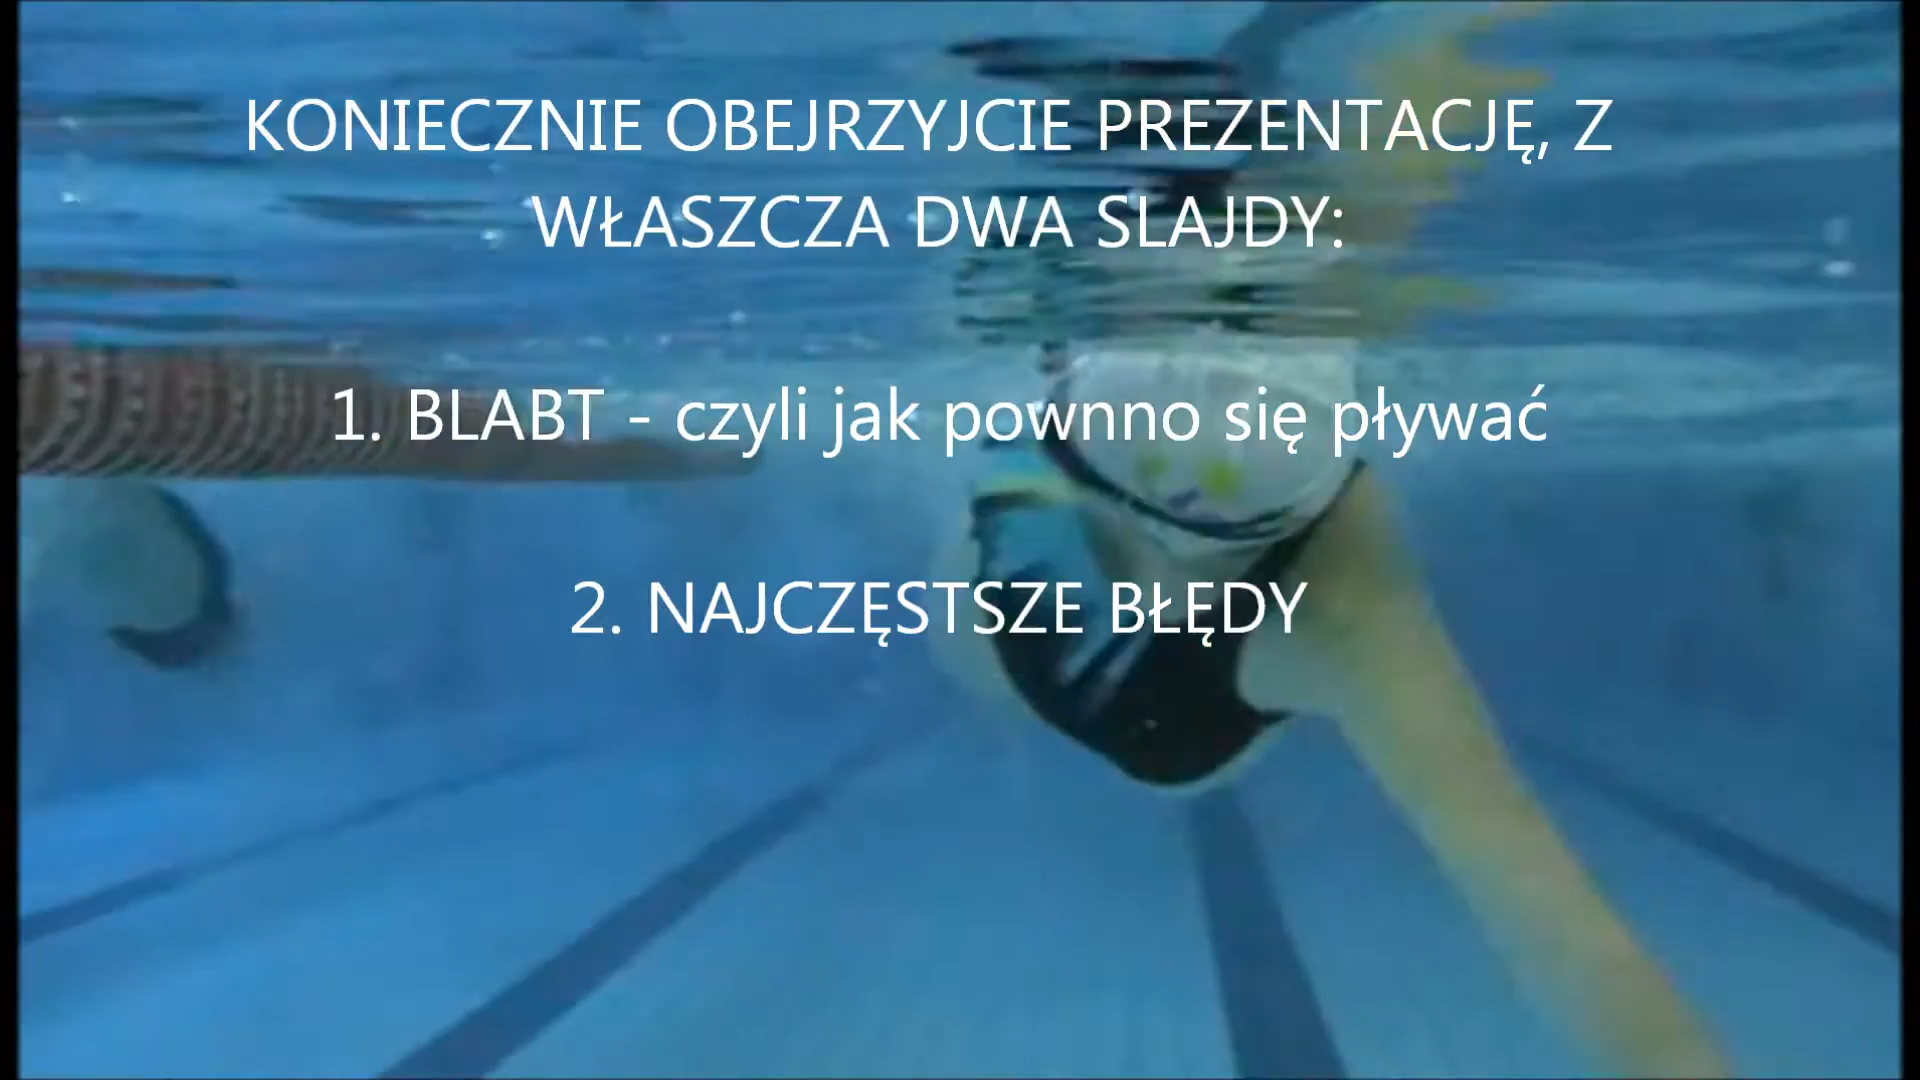 KONIECZNIE OBEJRZYJCIE PREZENTACJĘ, Z
WŁASZCZA DWA SLAJDY:
1. BLABT - czyli jak pownno się pływać
2. NAJCZĘSTSZE BŁĘDY